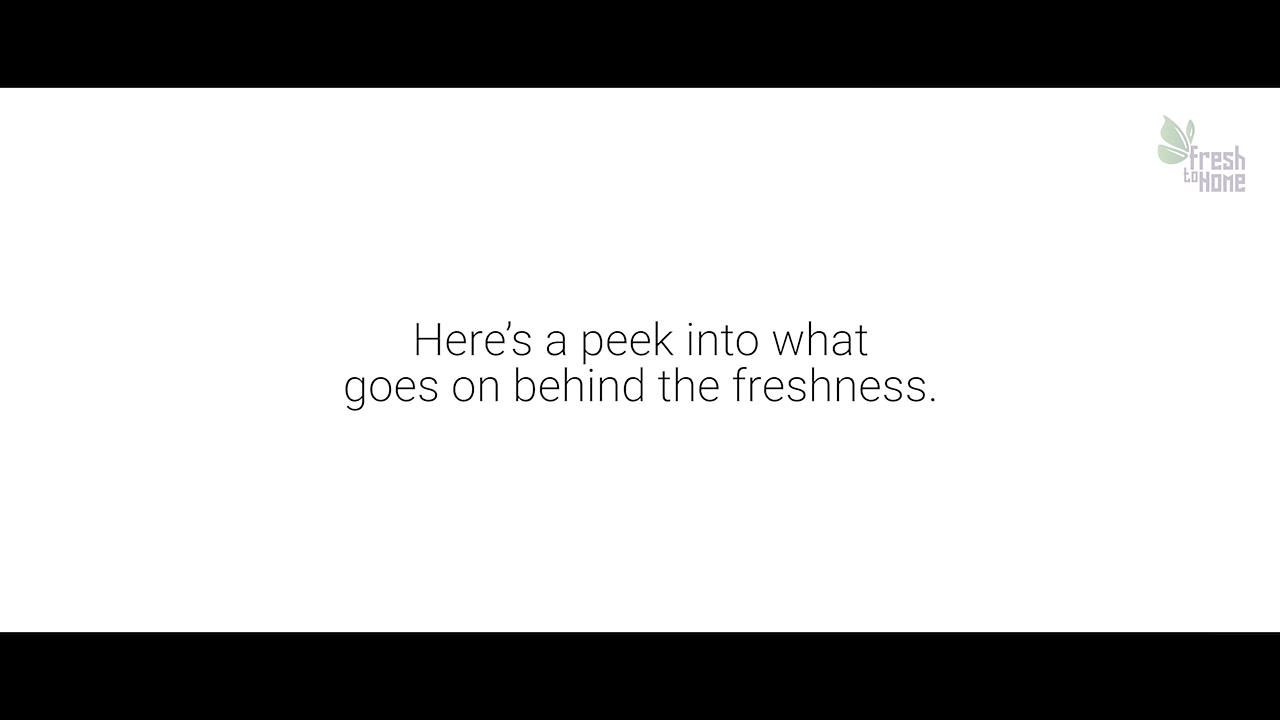 fresh
to HOME
Here’s a peek into what
goes on behind the freshness.